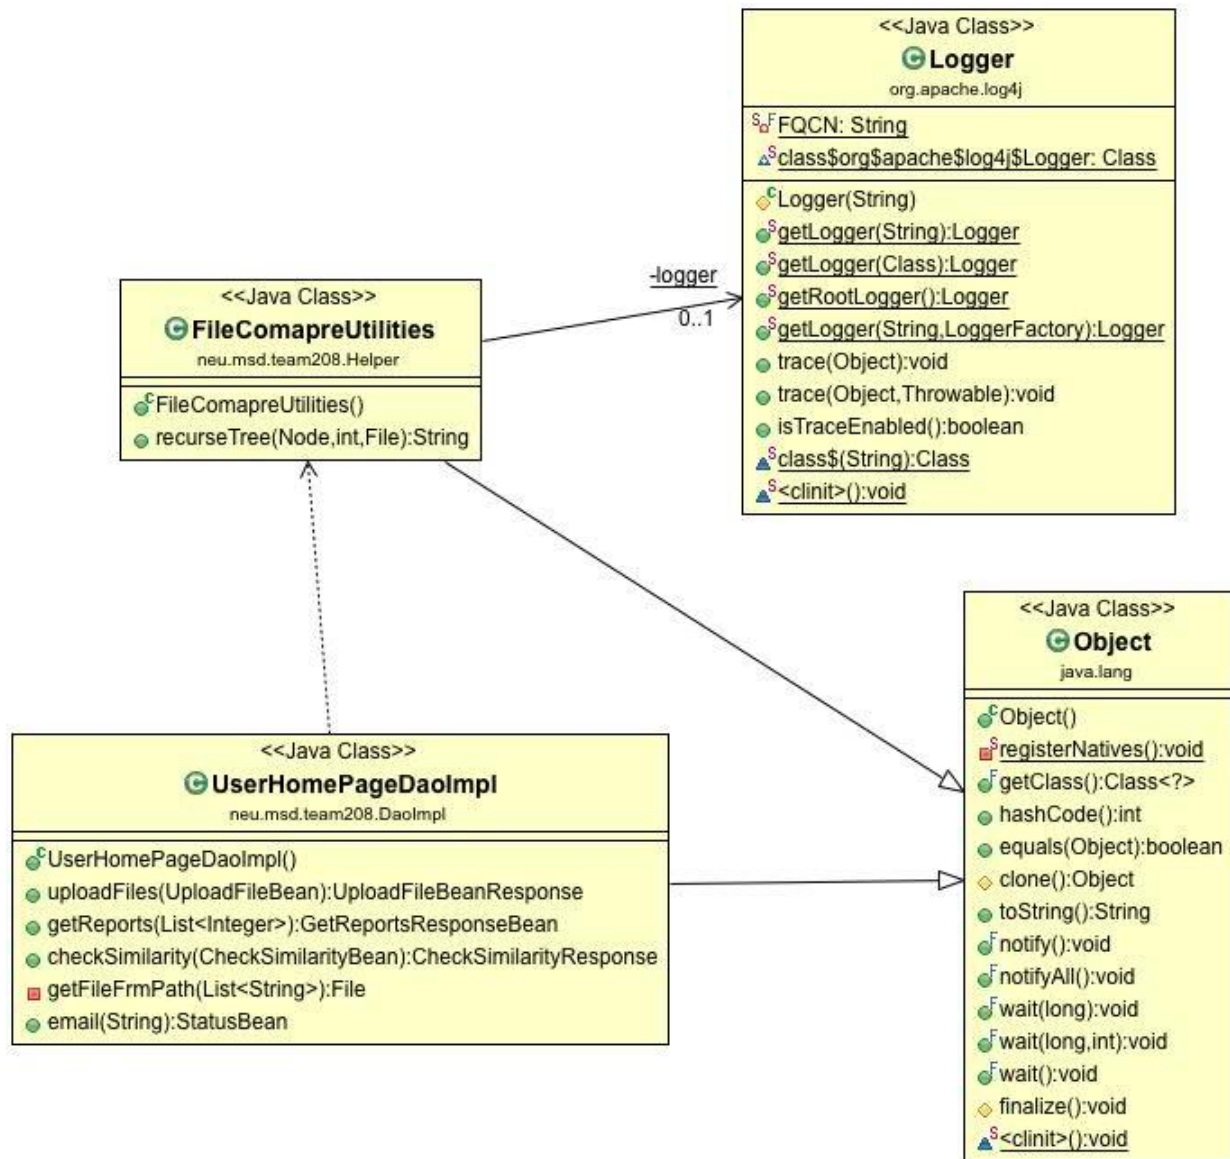 <<Java Class>>
Logger
org.apache.log4j
FQCN: String
class$org$apache$log4j$Logger: Class
Logger(String)
getLogger(String):Logger
getLogger(Class):Logger
getRootLogger():Logger
getLogger(String,LoggerFactory):Logger
trace(Object):void
trace(Object,Throwable):void
isTraceEnabled():boolean
class$(String):Class
<clinit>():void
-logger
0..1
<<Java Class>>
FileComapreUtilities
neu.msd.team208.Helper
FileComapreUtilities()
recurseTree(Node,int,File):String
<<Java Class>>
UserHomePageDaoImpl
neu.msd.team208.DaoImpl
UserHomePageDaoImpl()
uploadFiles(UploadFileBean):UploadFileBeanResponse
getReports(List<Integer>):GetReportsResponseBean
checkSimilarity(CheckSimilarityBean):CheckSimilarityResponse
getFileFrmPath(List<String>):File
email(String):StatusBean
<<Java Class>>
Object
java.lang
Object()
registerNatives():void
getClass():Class<?>
hashCode():int
equals(Object):boolean
clone():Object
toString():String
notify():void
notifyAll():void
wait(long):void
wait(long,int):void
wait():void
finalize():void
<clinit>():void